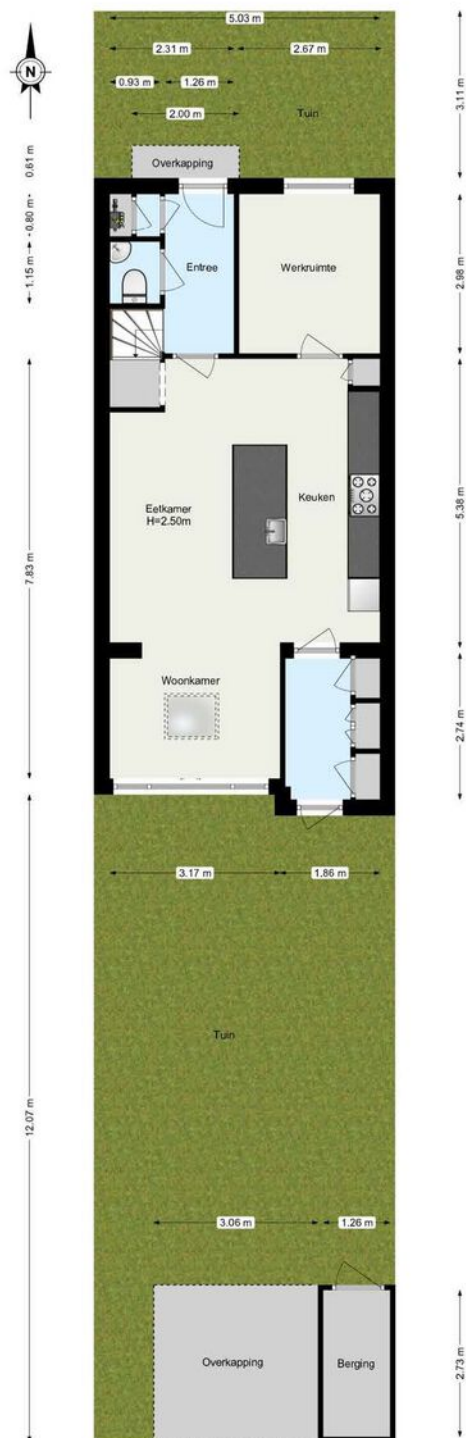 5.03 m
2.31 m
2.67 m
0.93 m
1.26 m
2.00 m
Tuin
N
3.11 m
0.61 m
Overkapping
0.80 m
1.15 m
Entree
Werkruimte
2.98 m
7.83 m
Eetkamer
H=2.50m
Keuken
5.38 m
Woonkamer
2.74 m
3.17 m
1.86 m
Tuin
12.07 m
3.06 m
1.26 m
Overkapping
Berging
2.73 m